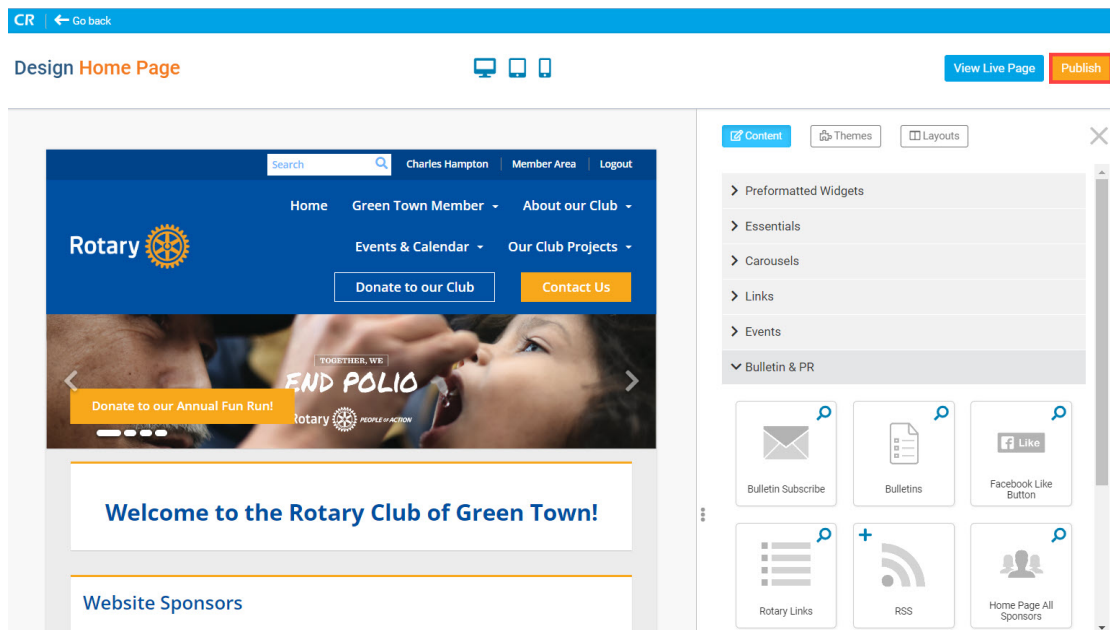 CR
Go back
Design Home Page
View Live Page
Publish
Search
Charles Hampton
Member Area
Logout
Home
Green Town Member
About our Club
Rotary
Events & Calendar
Our Club Projects
Donate to our Club
Contact Us
TOGETHER, WE
END POLIO
Rotary
PEOPLE OF ACTION
Donate to our Annual Fun Run!
Welcome to the Rotary Club of Green Town!
Website Sponsors
Content
Themes
Layouts
Preformatted Widgets
Essentials
Carousels
Links
Events
Bulletin & PR
Bulletin Subscribe
Bulletins
Like
Facebook Like
Button
Rotary Links
RSS
Home Page All
Sponsors